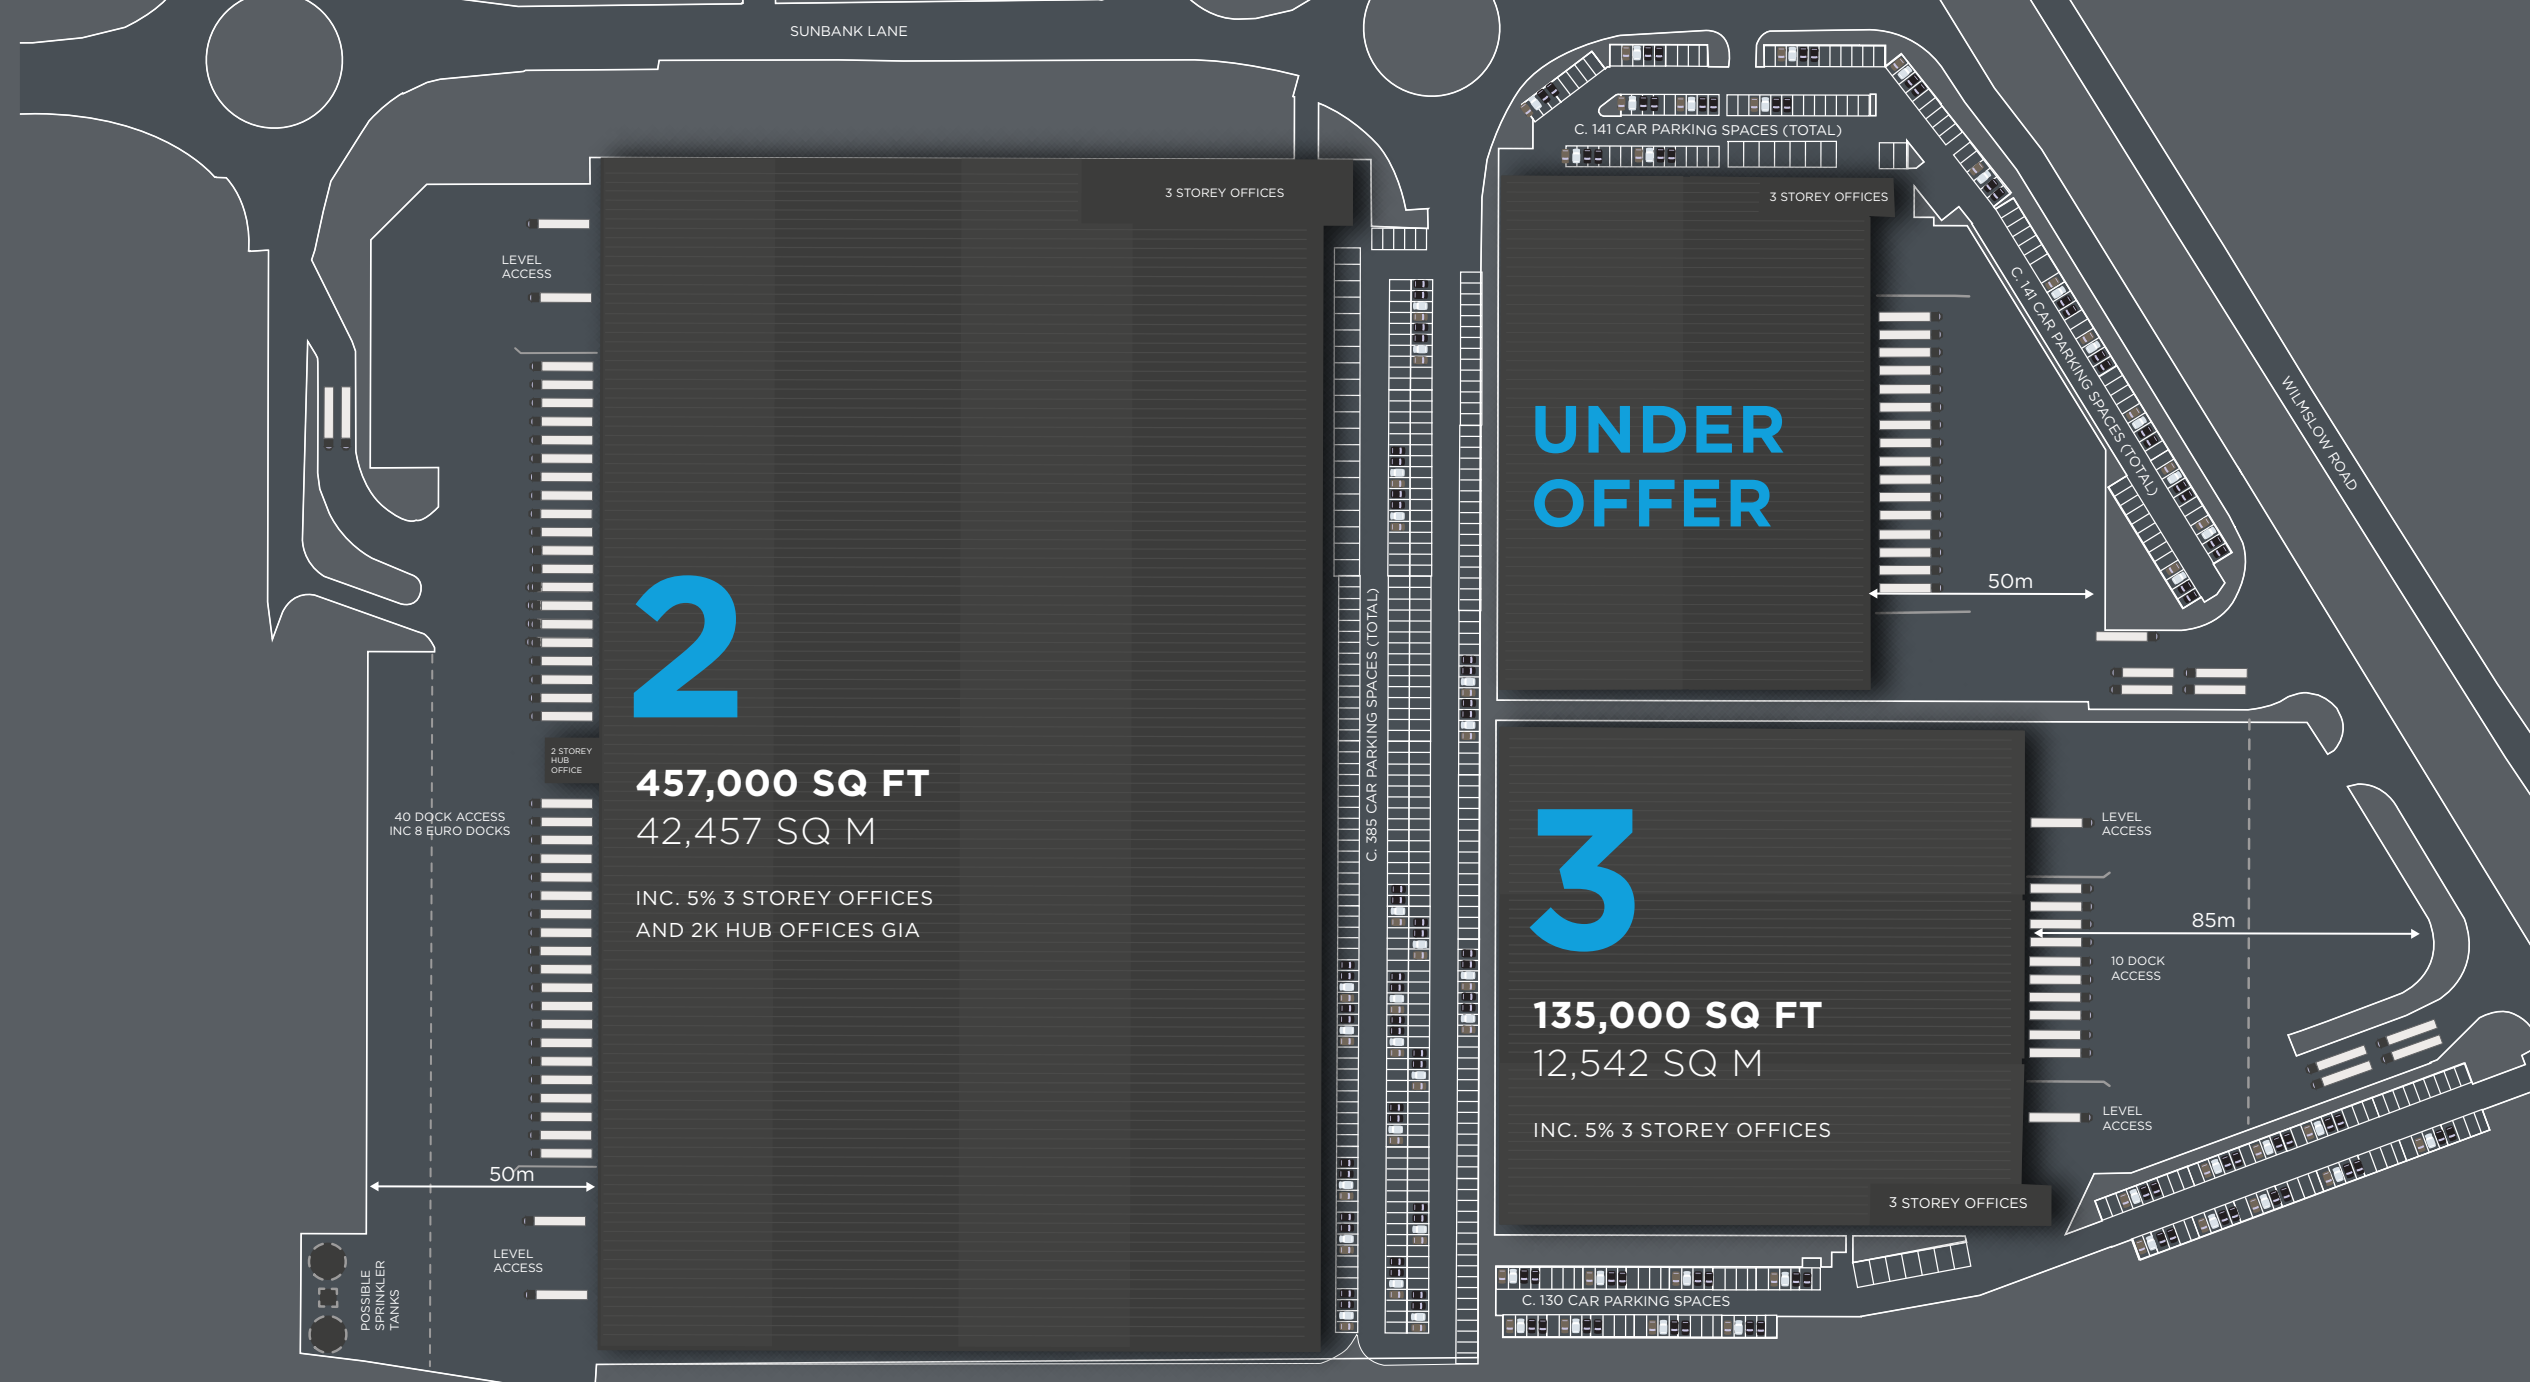 SUNBANK LANE
C. 141 CAR PARKING SPACES (TOTAL)
3 STOREY OFFICES
3 STOREY OFFICES
LEVEL
ACCESS
C. 141 CAR PARKING SPACES (TOTAL)
WILMSLOW ROAD
UNDER
OFFER
50m
2
2 STOREY
HUB
OFFICE
457,000 SQ FT
42,457 SQ M
40 DOCK ACCESS
INC 8 EURO DOCKS
INC. 5% 3 STOREY OFFICES
AND 2K HUB OFFICES GIA
C. 385 CAR PARKING SPACES (TOTAL)
3
LEVEL
ACCESS
85m
10 DOCK
ACCESS
135,000 SQ FT
12,542 SQ M
INC. 5% 3 STOREY OFFICES
LEVEL
ACCESS
50m
3 STOREY OFFICES
LEVEL
ACCESS
POSSIBLE
SPRINKLER
TANKS
C. 130 CAR PARKING SPACES